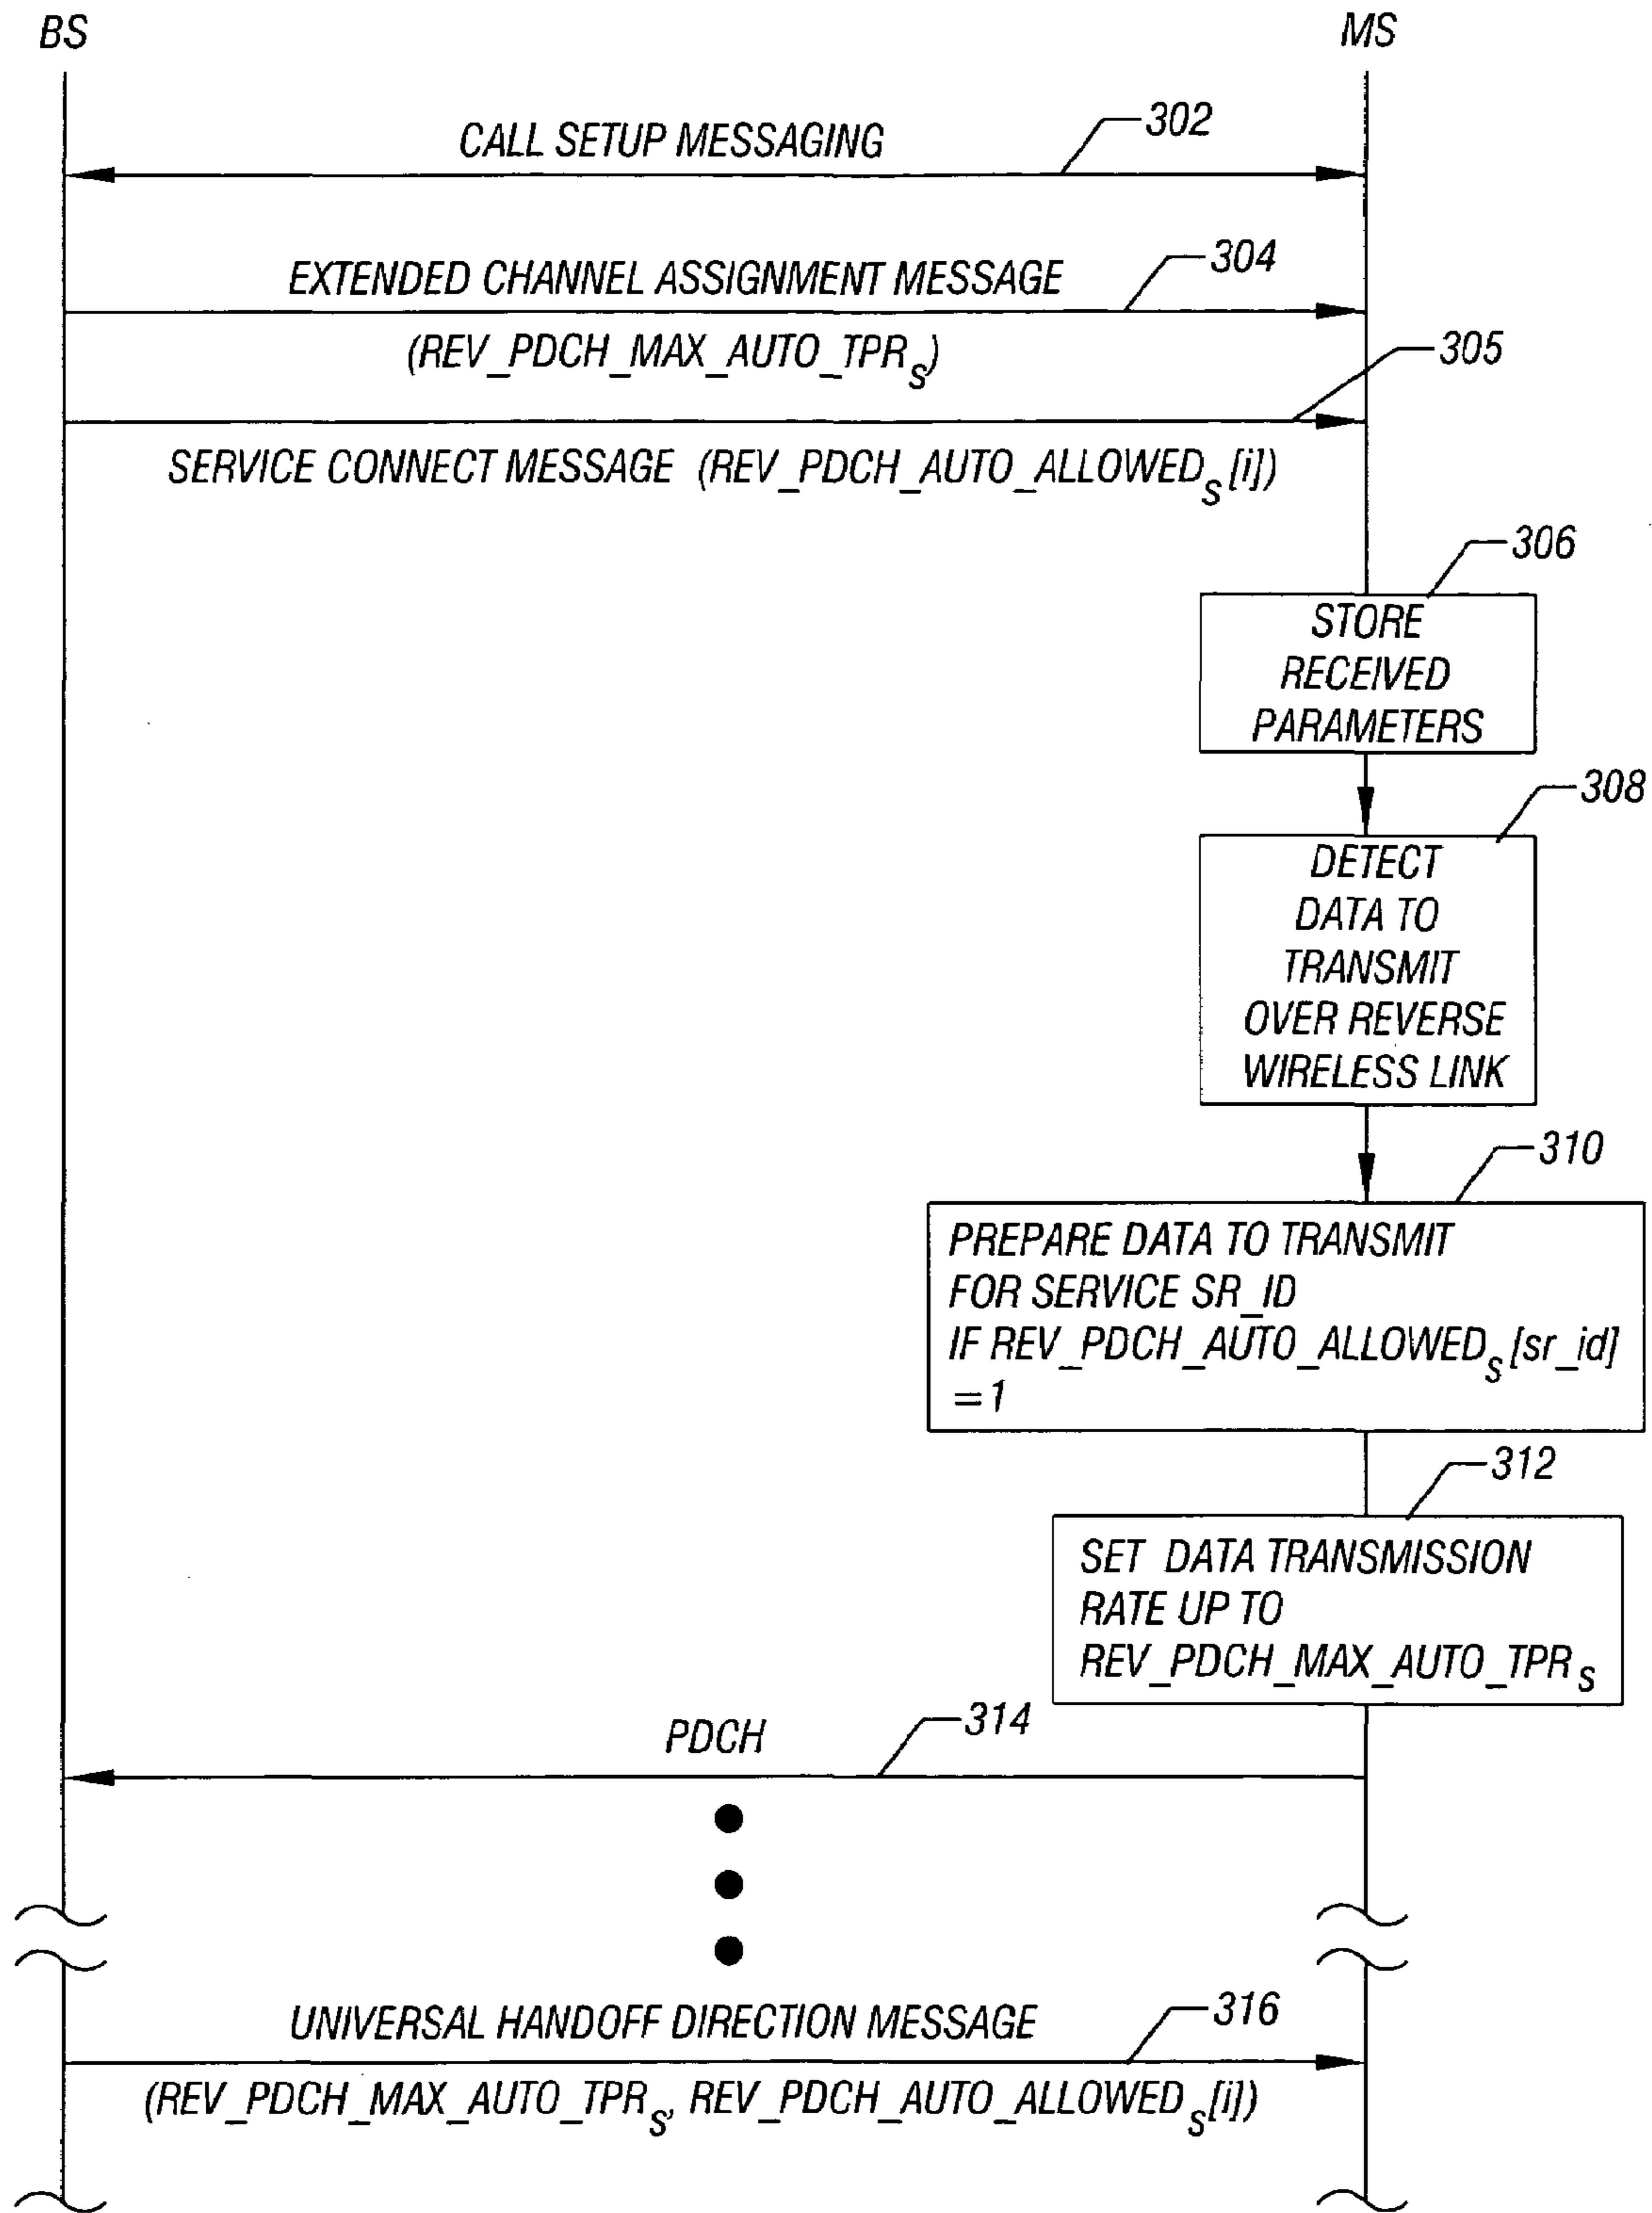 BS
MS
CALL SETUP MESSAGING
302
EXTENDED CHANNEL ASSIGNMENT MESSAGE
304
(REV_PDCH_MAX_AUTO_TPRs)
305
SERVICE CONNECT MESSAGE (REV_PDCH_AUTO_ALLOWEDs[i])
306
STORE
RECEIVED
PARAMETERS
308
DETECT
DATA TO
TRANSMIT
OVER REVERSE
WIRELESS LINK
310
PREPARE DATA TO TRANSMIT
FOR SERVICE SR_ID
IF REV_PDCH_AUTO_ALLOWEDs[sr_id]
=1
312
SET DATA TRANSMISSION
RATE UP TO
REV_PDCH_MAX_AUTO_TPRs
PDCH
314
UNIVERSAL HANDOFF DIRECTION MESSAGE
316
(REV_PDCH_MAX_AUTO_TPRs, REV_PDCH_AUTO_ALLOWEDs[i])